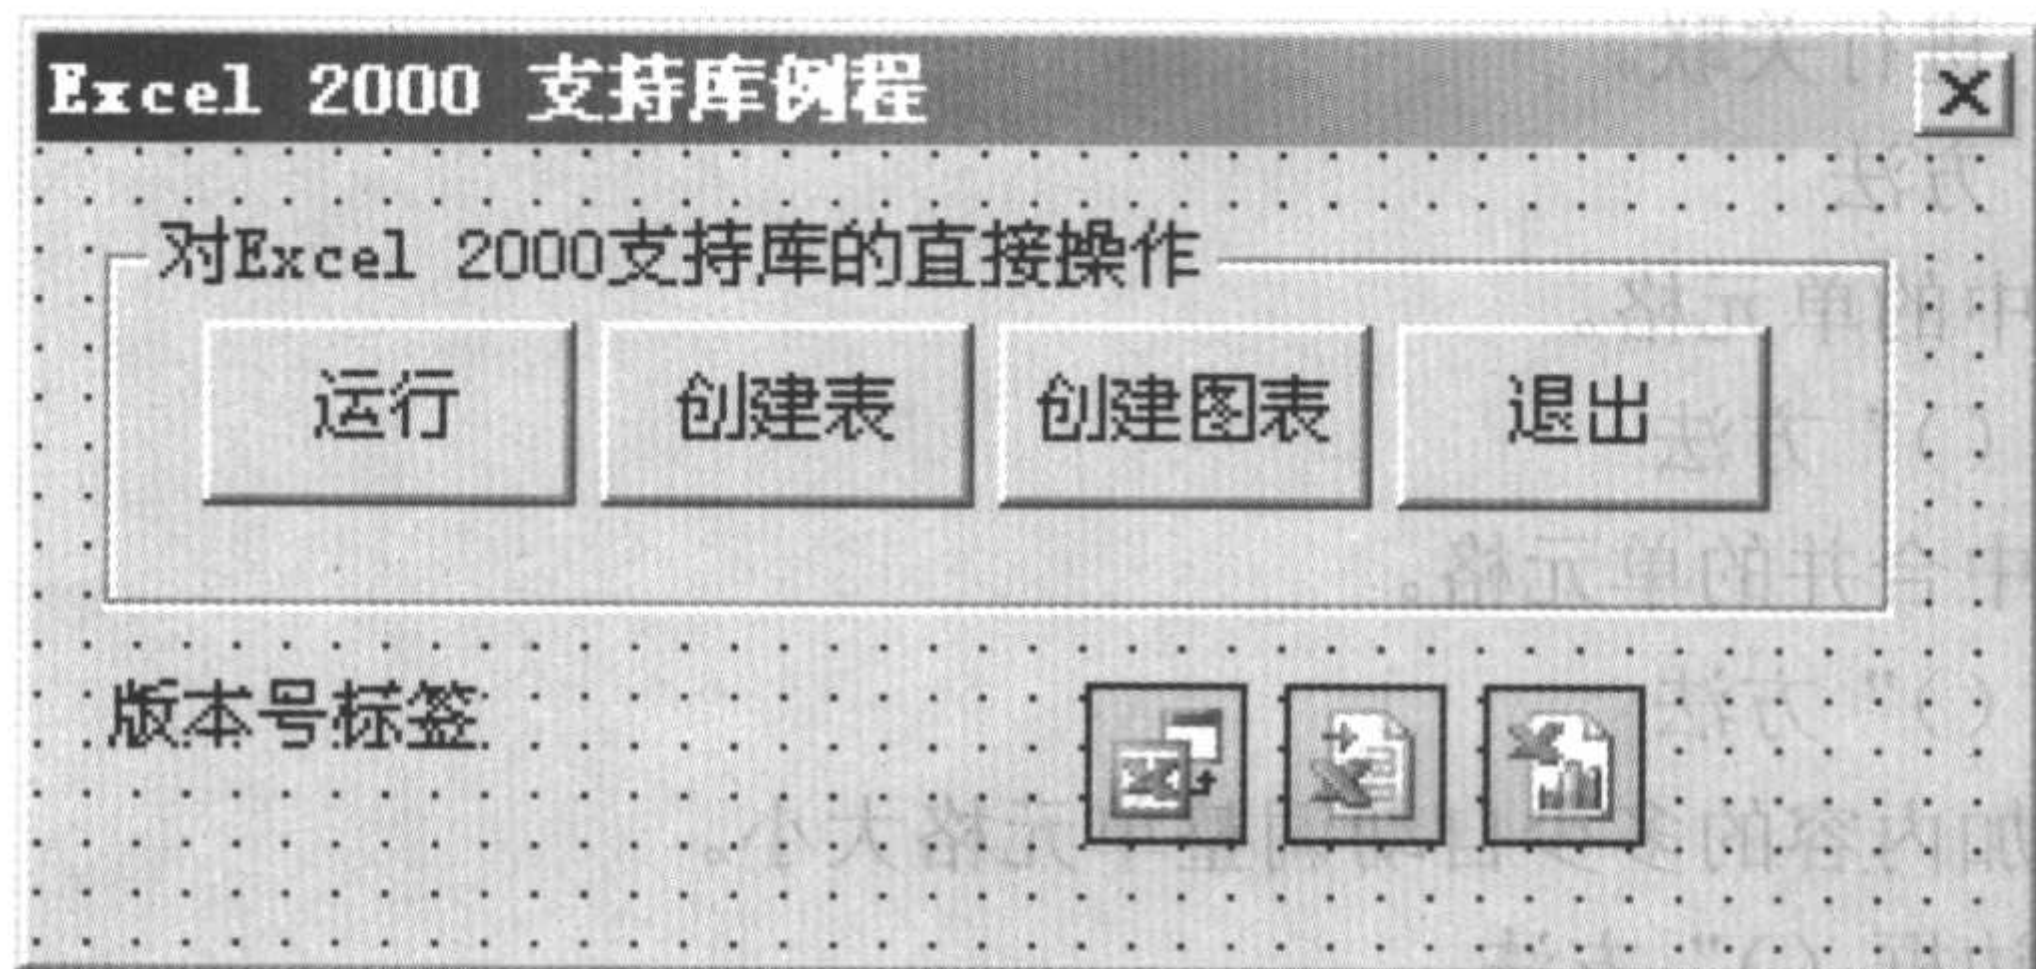 Excel 2000 支持库例程
对Excel 2000支持库的直接操作
运行
创建表
创建图表
退出
版本号标签